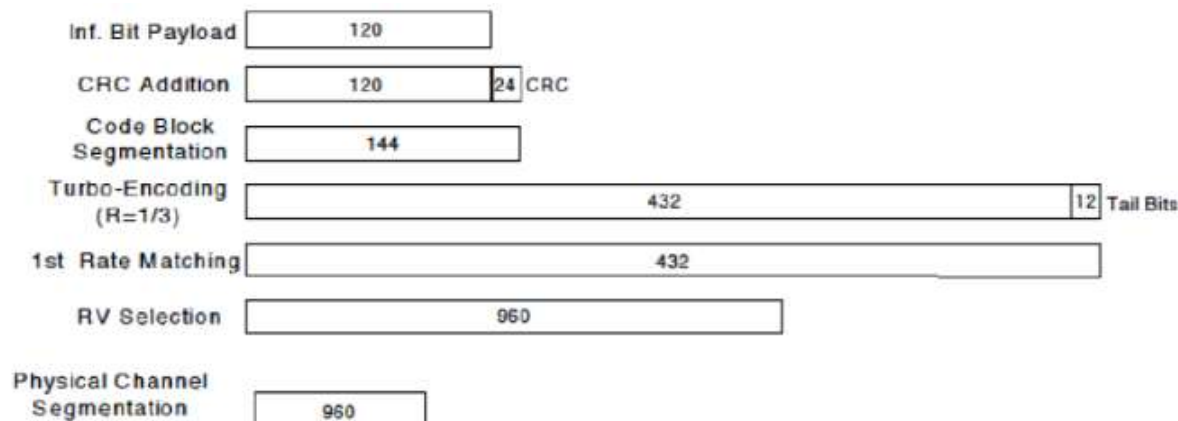 Inf. Bit Payload 120
CRC Addition 120 24 CRC
Code Block
Segmentation 144
Turbo-Encoding
(R=1/3) 432 12 Tail Bits
1st Rate Matching 432
RV Selection 960
Physical Channel
Segmentation 960